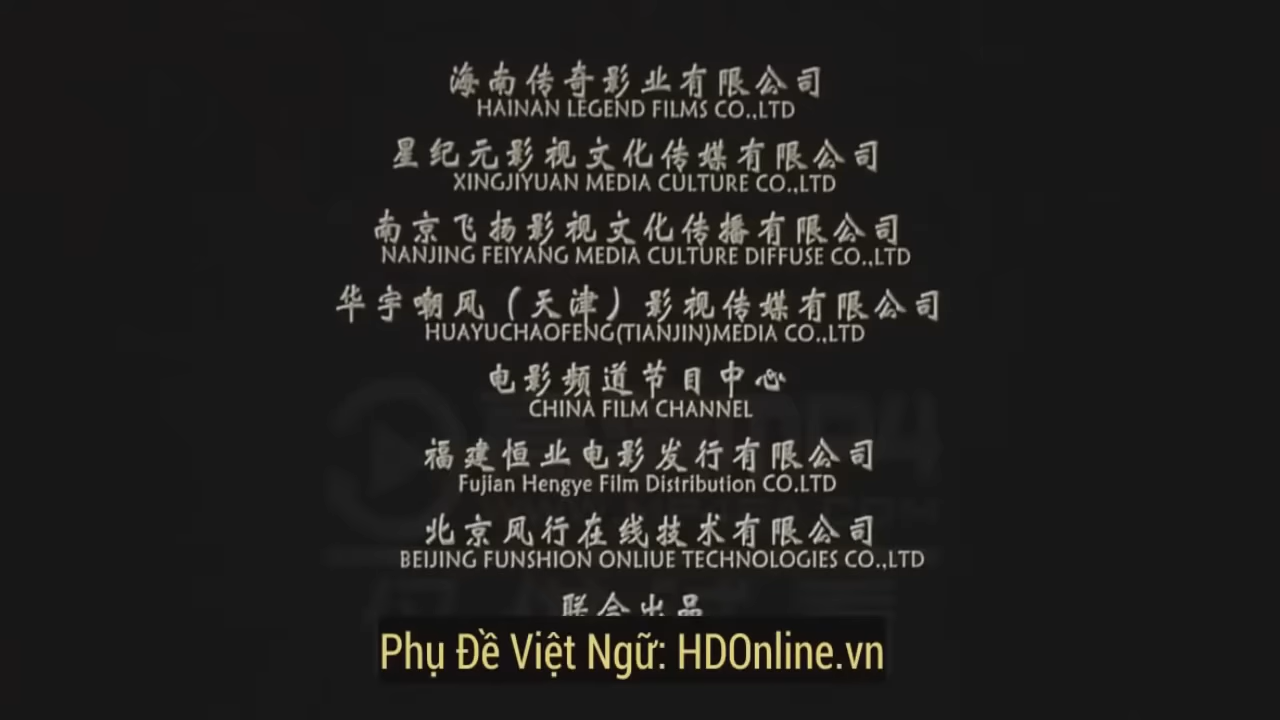 海南传奇影业有限公司
HAINAN LEGEND FILMS CO.,LTD
星纪元影视文化传媒有限公司
XINGJIYUAN MEDIA CULTURE CO.,LTD
南京飞扬影视文化传播有限公司
NANJING FEIYANG MEDIA CULTURE DIFFUSE CO.,LTD
华宇嘲风（天津）影视传媒有限公司
HUAYUCHAOFENG(TIANJIN)MEDIA CO.,LTD
电影频道节目中心
CHINA FILM CHANNEL
福建恒业电影发行有限公司
Fujian Hengye Film Distribution CO.LTD
北京风行在线技术有限公司
BEIJING FUNSHION ONLIUE TECHNOLOGIES CO.,LTD
联合出品
Phụ Đề Việt Ngữ: HDOnline.vn